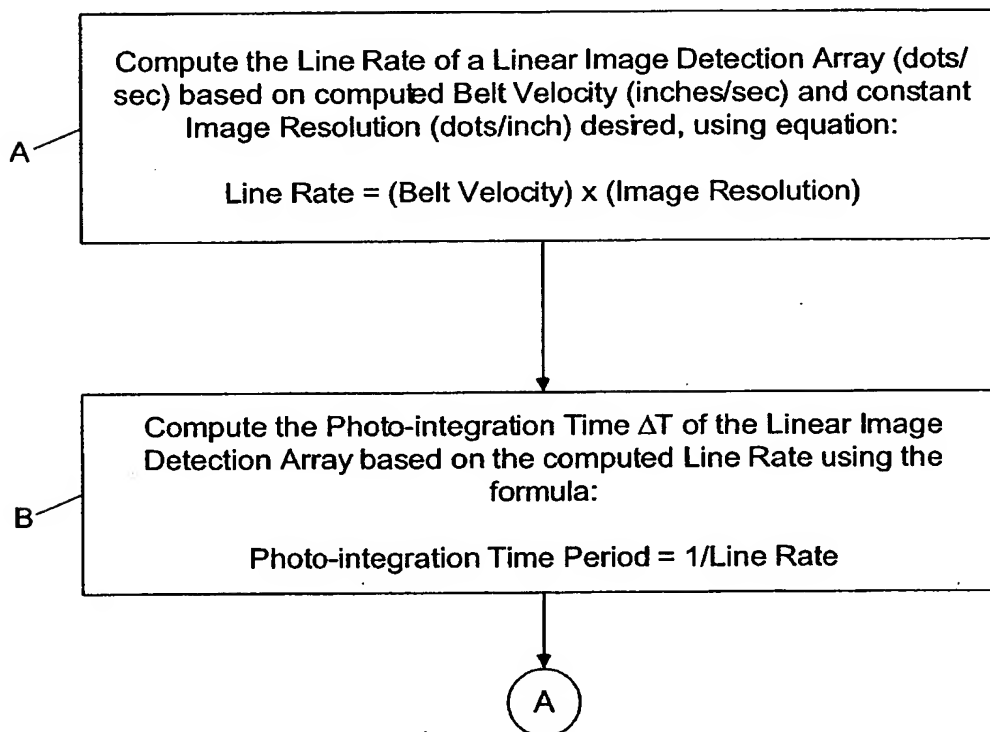 Compute the Line Rate of a Linear Image Detection Array (dots/
sec) based on computed Belt Velocity (inches/sec) and constant
Image Resolution (dots/inch) desired, using equation:
Line Rate = (Belt Velocity) x (Image Resolution)
A
Compute the Photo-integration Time ΔT of the Linear Image
Detection Array based on the computed Line Rate using the
formula:
Photo-integration Time Period = 1/Line Rate
B
A